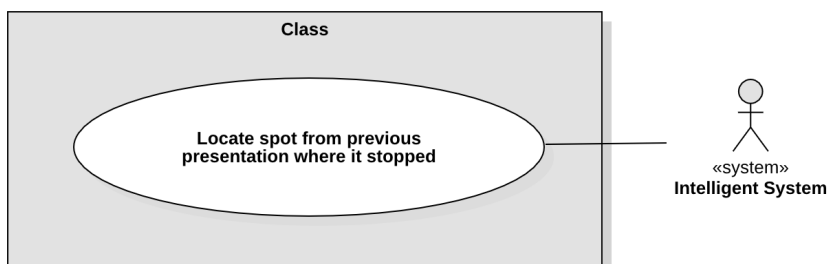 Class
Locate spot from previous
presentation where it stopped
«system»
Intelligent System